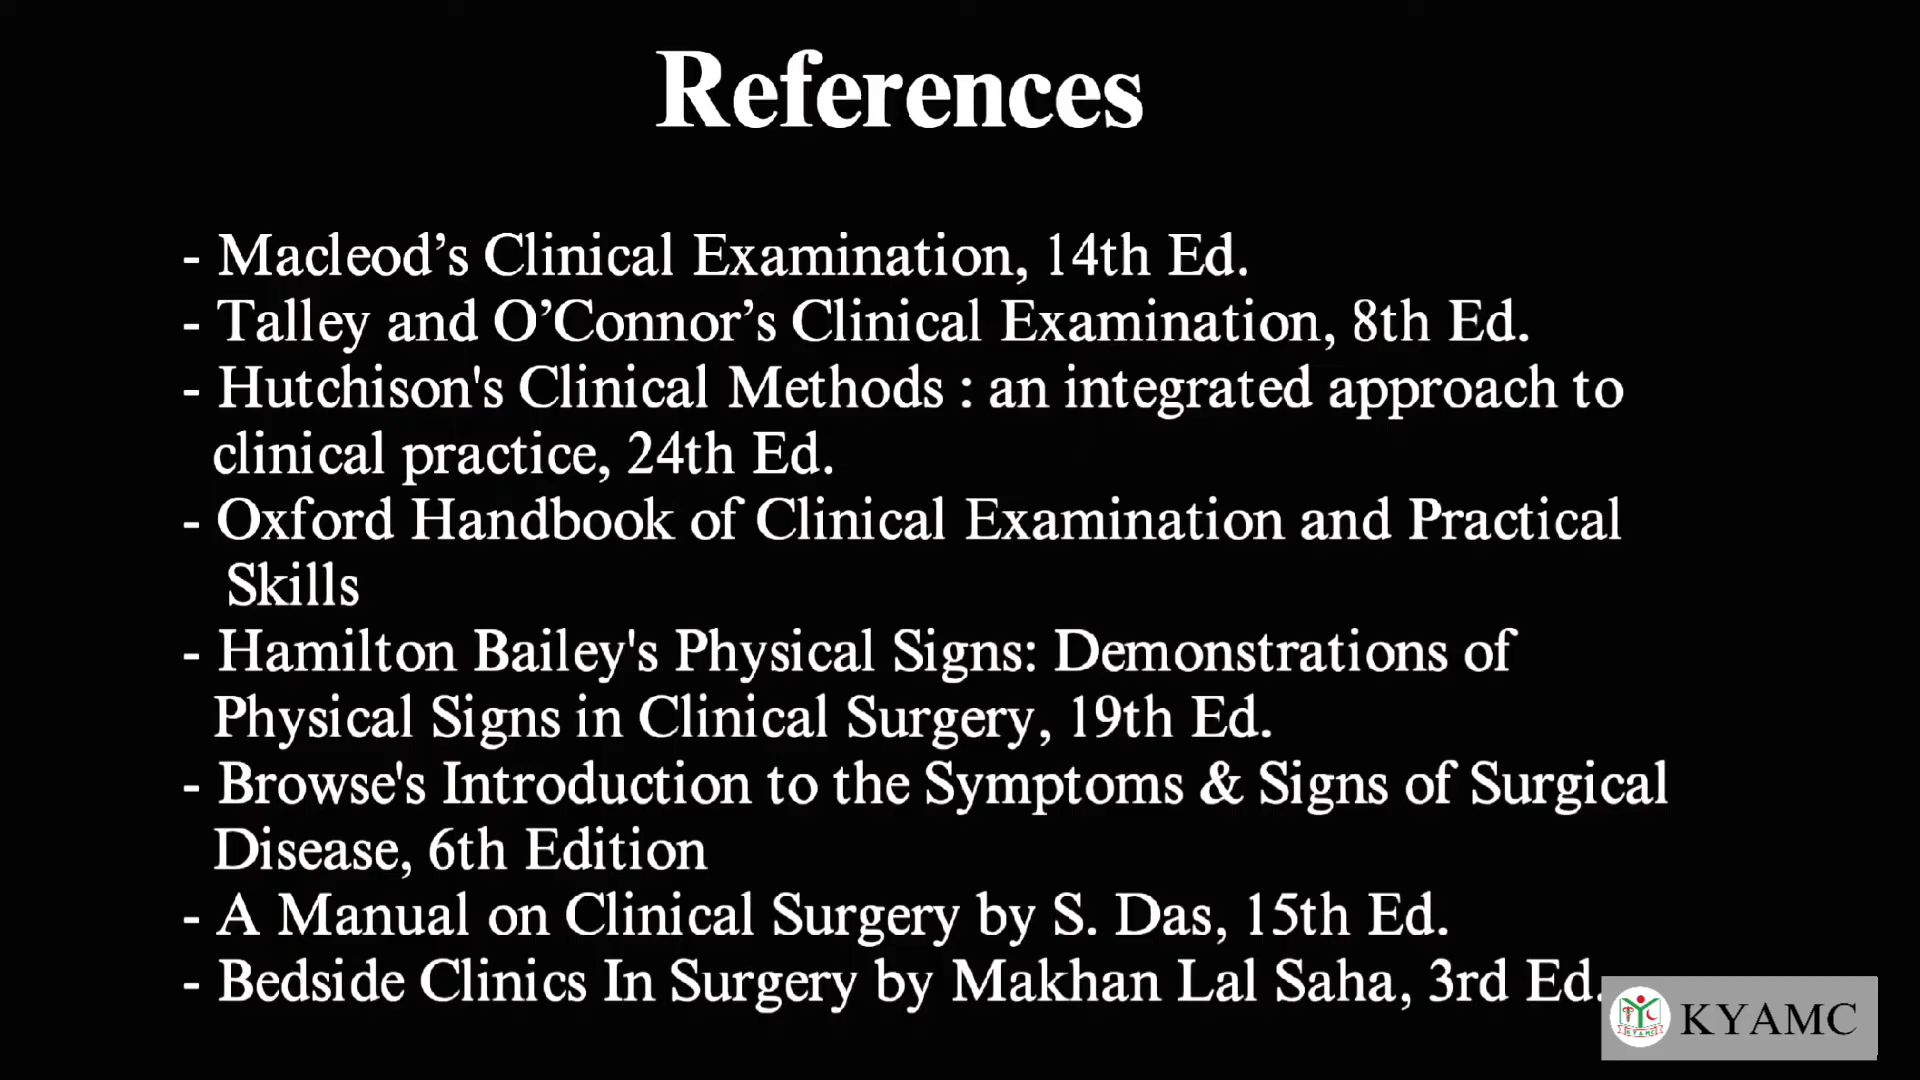 References
- Macleod’s Clinical Examination, 14th Ed.
- Talley and O’Connor’s Clinical Examination, 8th Ed.
- Hutchison's Clinical Methods : an integrated approach to
clinical practice, 24th Ed.
- Oxford Handbook of Clinical Examination and Practical
Skills
- Hamilton Bailey's Physical Signs: Demonstrations of
Physical Signs in Clinical Surgery, 19th Ed.
- Browse's Introduction to the Symptoms & Signs of Surgical
Disease, 6th Edition
- A Manual on Clinical Surgery by S. Das, 15th Ed.
- Bedside Clinics In Surgery by Makhan Lal Saha, 3rd Ed.
KYAMC